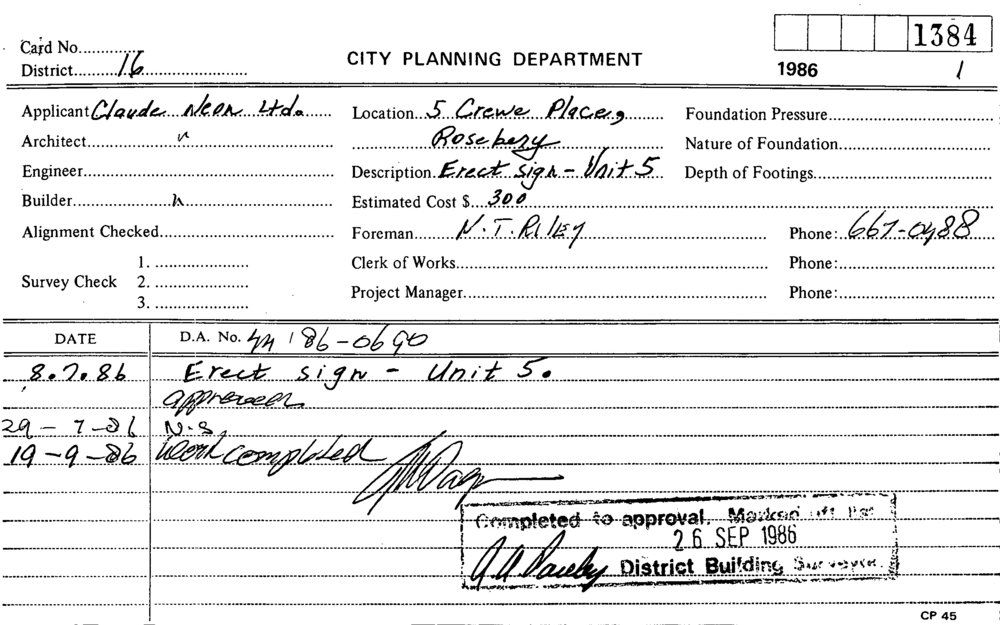 1384
Card No.
CITY PLANNING DEPARTMENT
District 16
1986 1
Applicant Claude Neon Ltd. Location 5 Crewe Place, Foundation Pressure
Architect " Rosebery Nature of Foundation
Engineer Description Erect sign - Unit 5 Depth of Footings
Builder " Estimated Cost $ 300
Alignment Checked Foreman N.T. Riley Phone: 667-0488
Survey Check 1. Clerk of Works Phone:
2.
3. Project Manager Phone:
DATE D.A. No. 44 / 86-0690
8.7.86 Erect sign - Unit 5.
approved
29-7-86 N.S.
19-9-86 Work completed
Completed to approval. Marked off list
26 SEP 1986
District Building Surveyor.
CP 45